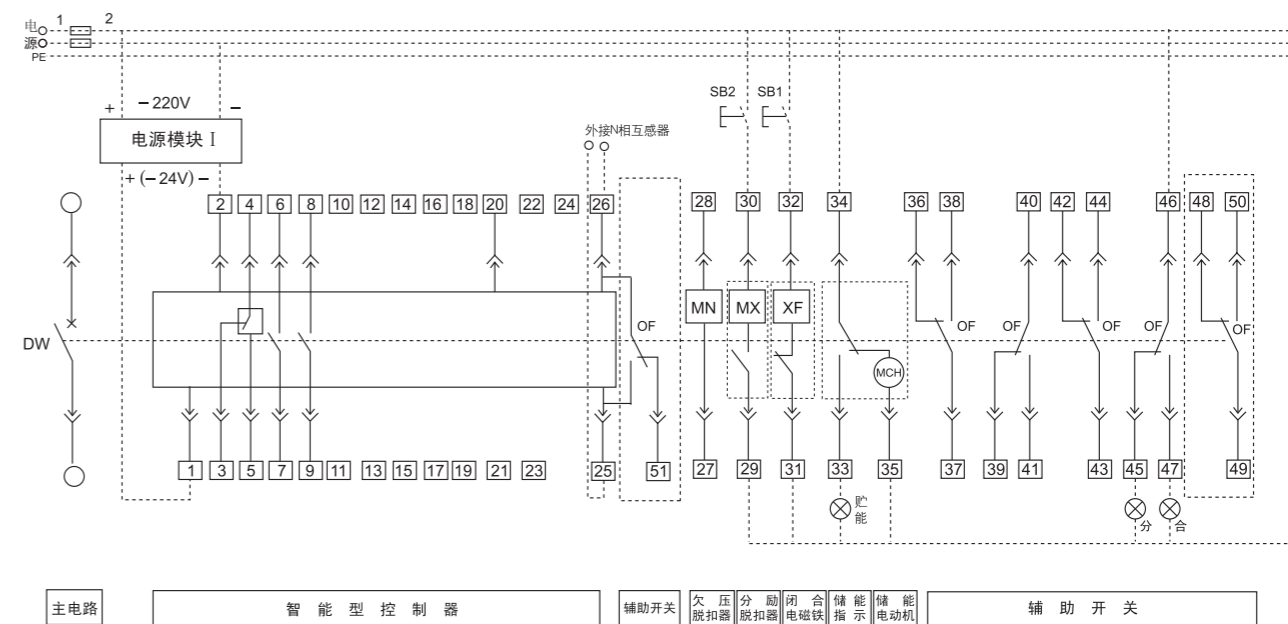 电 1 2
源
PE
+ －220V －
SB2 SB1
电源模块 I
外接N相互感器
+ (－24V) －
2 4 6 8 10 12 14 16 18 20 22 24 26 28 30 32 34 36 38 40 42 44 46 48 50
MN MX XF
DW OF OF OF OF OF OF
MCH
1 3 5 7 9 11 13 15 17 19 21 23 25 51 27 29 31 33 35 37 39 41 43 45 47 49
贮
能
分 合
主电路 智能型控制器 辅助开关 欠压 分励 闭合 储能 储能 辅助开关
脱扣器 脱扣器 电磁铁 指示 电动机